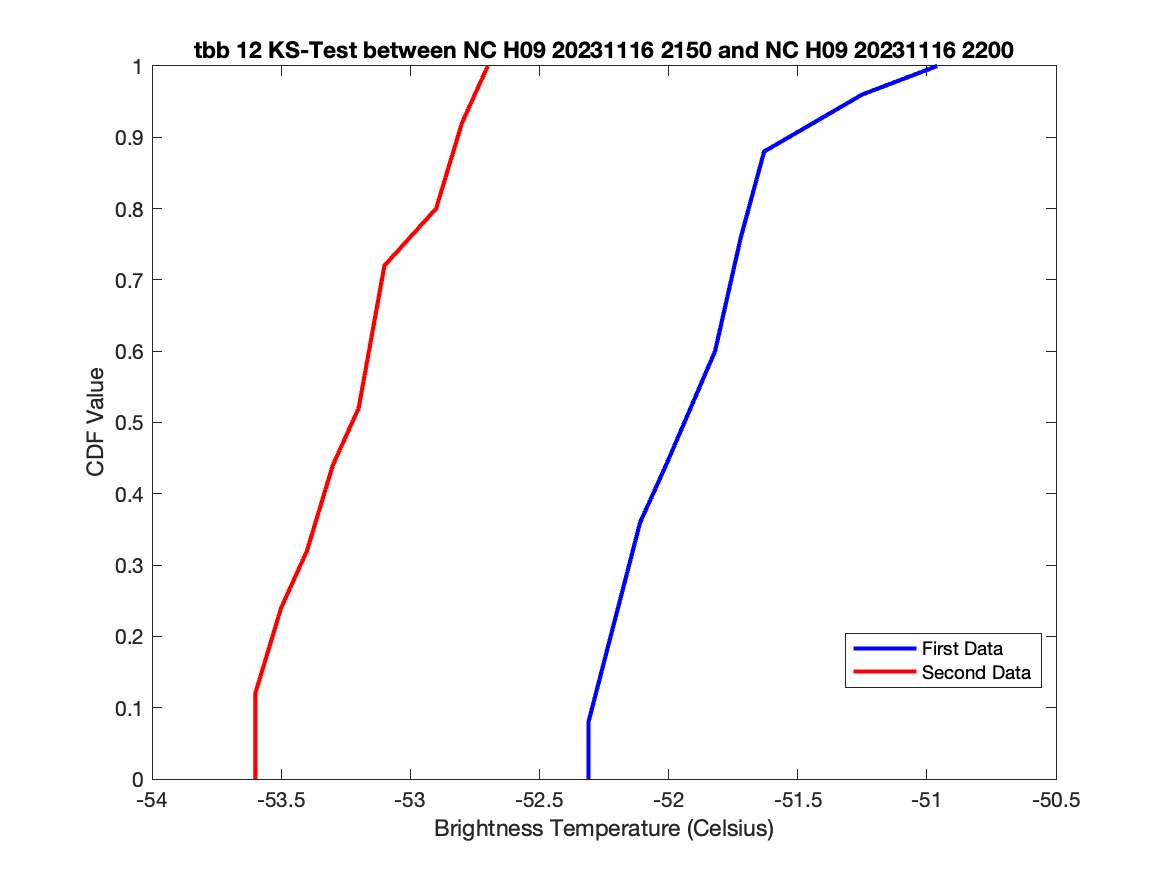 tbb 12 KS-Test between NC H09 20231116 2150 and NC H09 20231116 2200
1
0.9
0.8
0.7
0.6
0.5
0.4
0.3
0.2
0.1
0
CDF Value
First Data
Second Data
-54 -53.5 -53 -52.5 -52 -51.5 -51 -50.5
Brightness Temperature (Celsius)